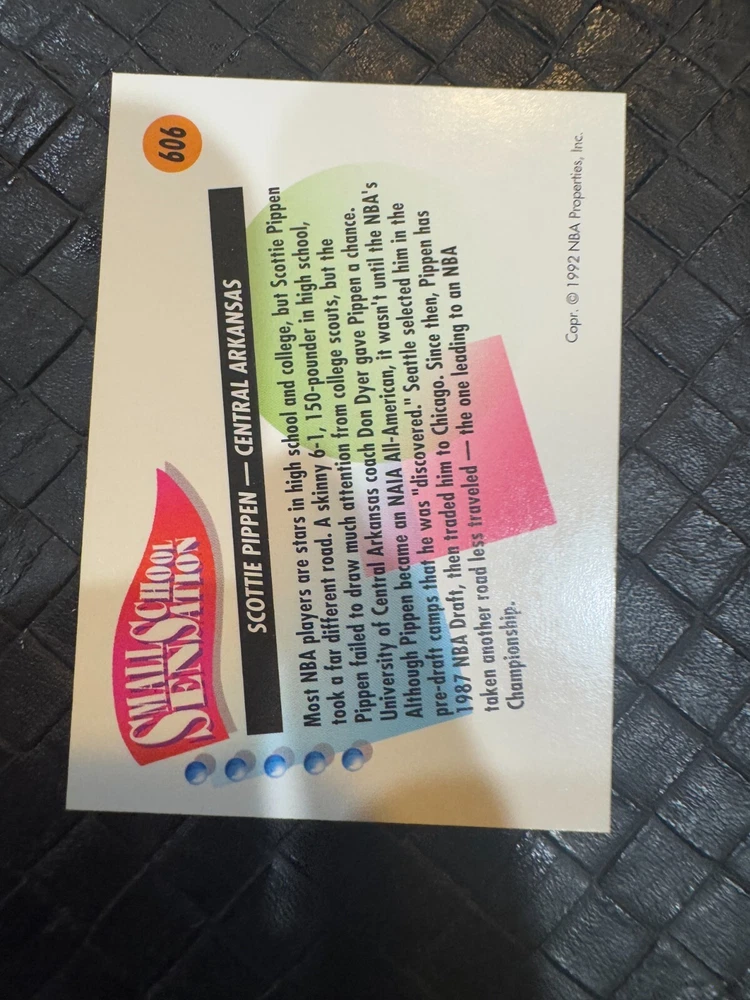 SMALL SCHOOL
SENSATION
606
SCOTTIE PIPPEN — CENTRAL ARKANSAS
Most NBA players are stars in high school and college, but Scottie Pippen
took a far different road. A skinny 6-1, 150-pounder in high school,
Pippen failed to draw much attention from college scouts, but the
University of Central Arkansas coach Don Dyer gave Pippen a chance.
Although Pippen became an NAIA All-American, it wasn't until the NBA's
pre-draft camps that he was "discovered." Seattle selected him in the
1987 NBA Draft, then traded him to Chicago. Since then, Pippen has
taken another road less traveled — the one leading to an NBA
Championship.
Copr. © 1992 NBA Properties, Inc.